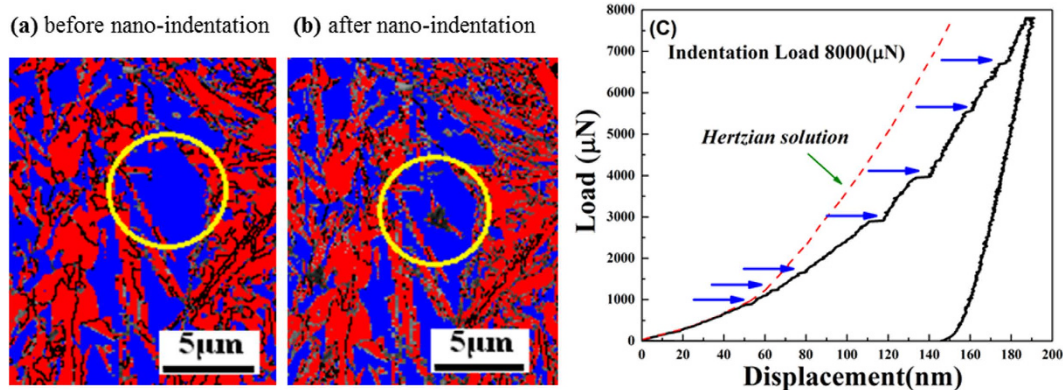 (a) before nano-indentation
(b) after nano-indentation
5μm
5μm
(C)
Indentation Load 8000(μN)
Hertzian solution
Load (μN)
8000
7000
6000
5000
4000
3000
2000
1000
0
0 20 40 60 80 100 120 140 160 180 200
Displacement(nm)